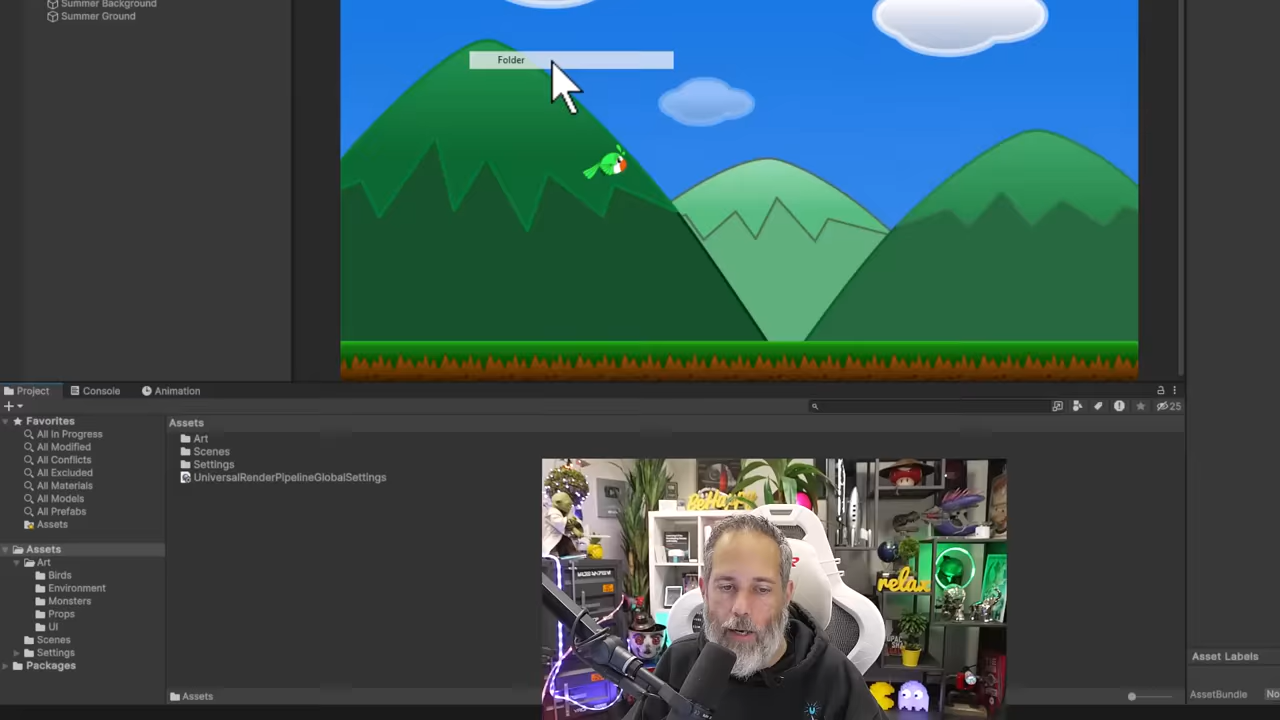 Summer Background
Summer Ground
Folder
Project
Console
Animation
25
Favorites
All In Progress
All Modified
All Conflicts
All Excluded
All Materials
All Models
All Prefabs
Assets
Assets
Art
Birds
Environment
Monsters
Props
UI
Scenes
Settings
Packages
Assets
Art
Scenes
Settings
UniversalRenderPipelineGlobalSettings
Assets
BeHappy
relax
Asset Labels
AssetBundle
No